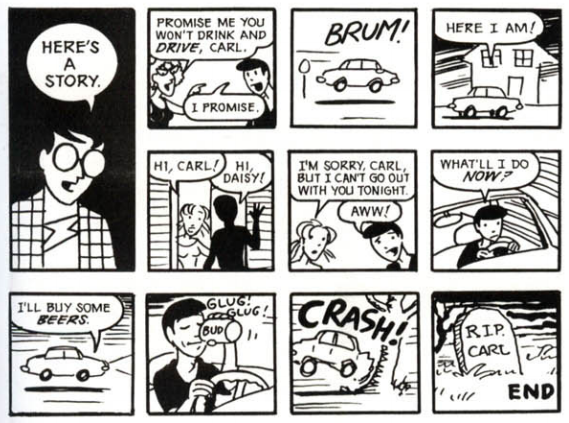 HERE'S
A
STORY.
PROMISE ME YOU
WON'T DRINK AND
DRIVE, CARL.
I PROMISE.
BRUM!
HERE I AM!
HI, CARL!
HI,
DAISY!
I'M SORRY, CARL,
BUT I CAN'T GO OUT
WITH YOU TONIGHT.
AWW!
WHAT'LL I DO
NOW?
I'LL BUY SOME
BEERS.
GLUG!
GLUG!
BUD
CRASH!
R.I.P.
CARL
END